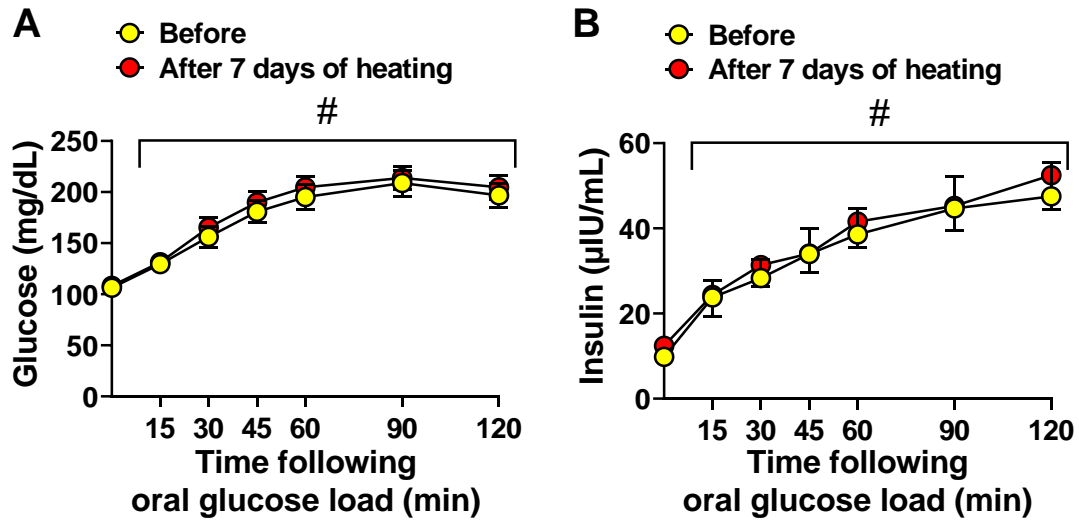 A
Before
After 7 days of heating
#
Glucose (mg/dL)
250
200
150
100
50
0
15 30 45 60 90 120
Time following
oral glucose load (min)
B
Before
After 7 days of heating
#
Insulin (µIU/mL)
60
40
20
0
15 30 45 60 90 120
Time following
oral glucose load (min)